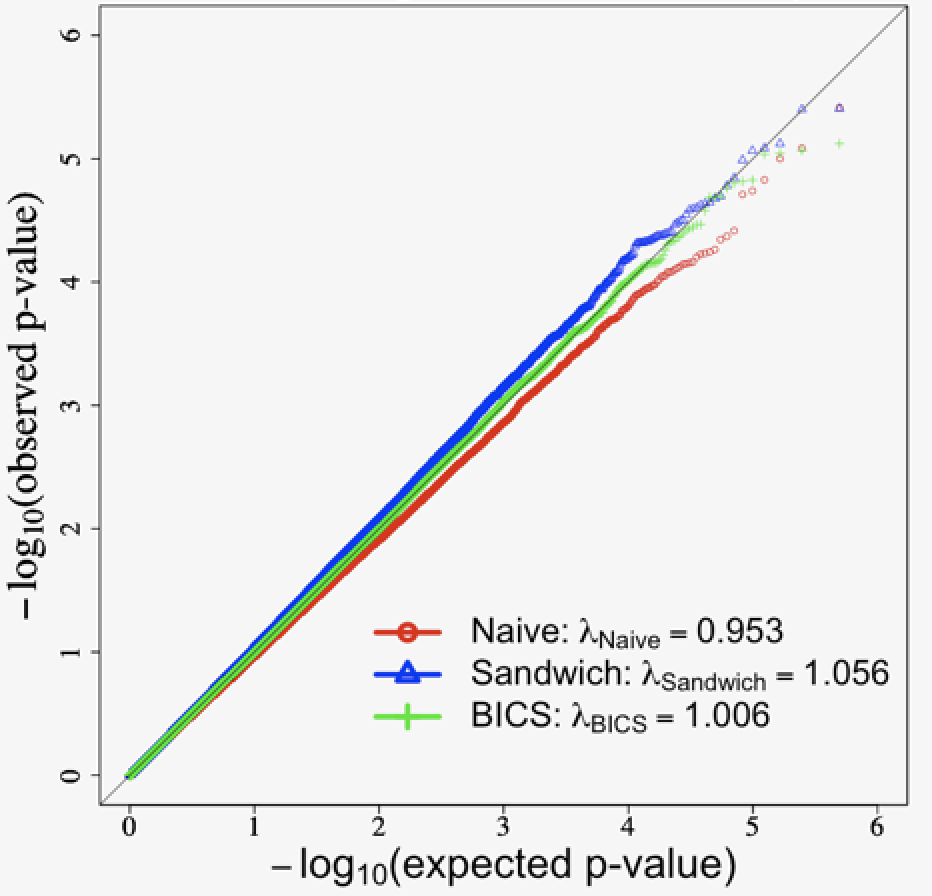 −log10(observed p-value)
6
5
4
3
2
1
0
Naive: λNaive = 0.953
Sandwich: λSandwich = 1.056
BICS: λBICS = 1.006
0 1 2 3 4 5 6
−log10(expected p-value)